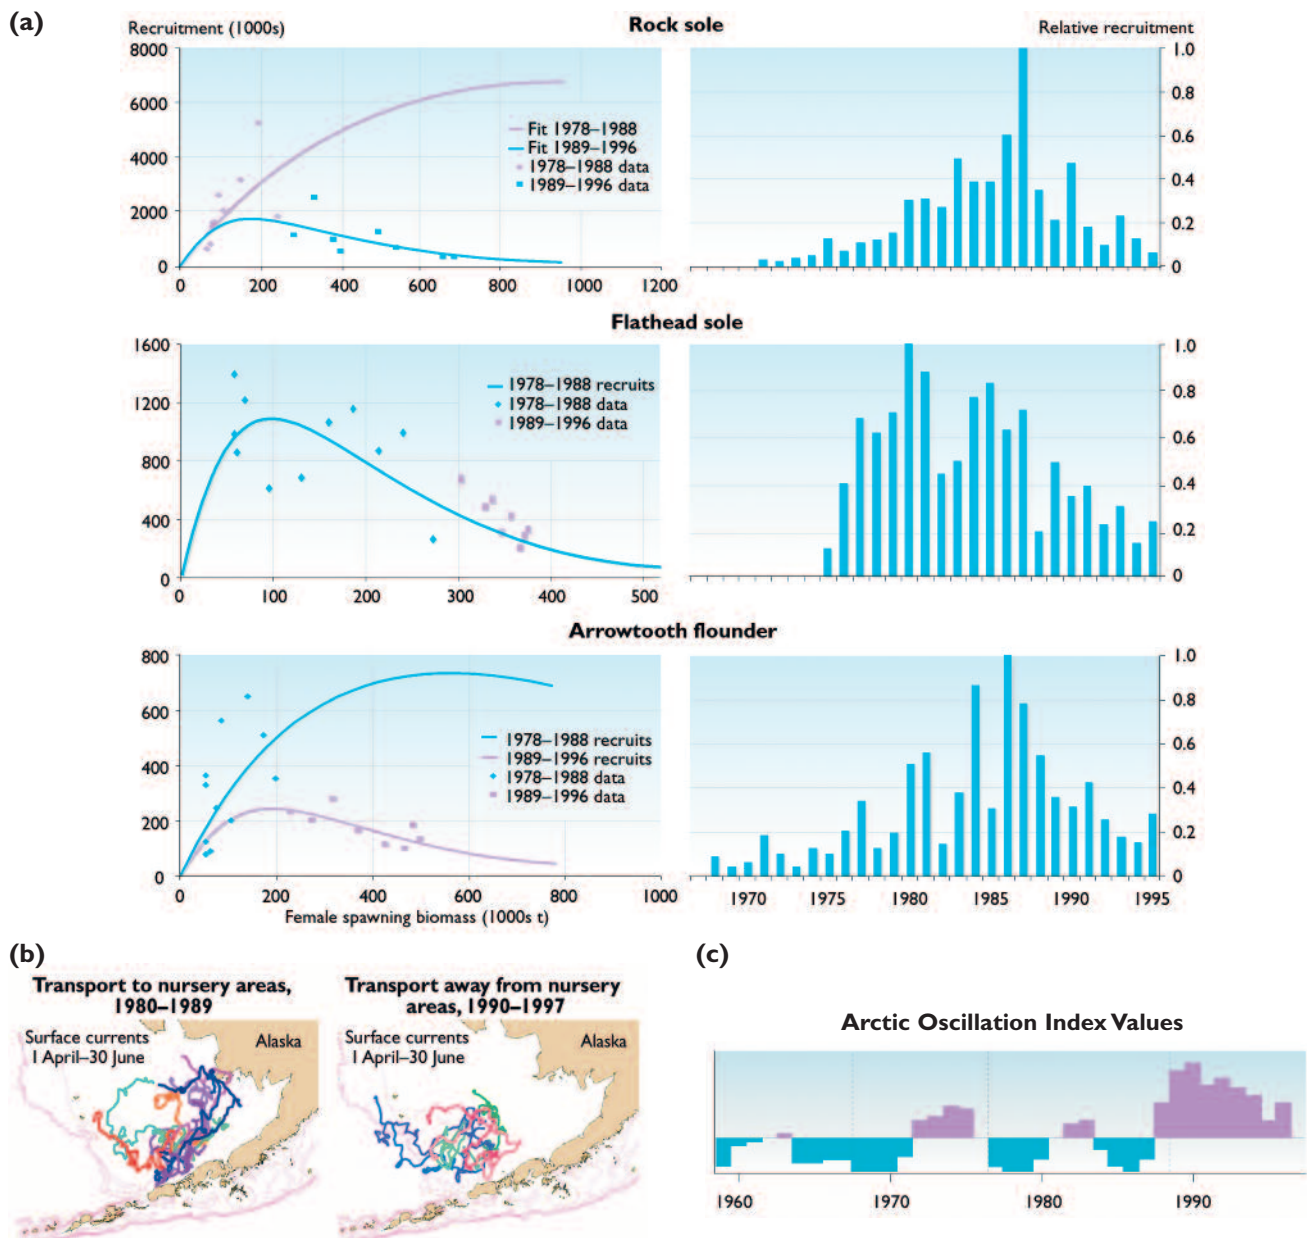 (a)
Rock sole
Recruitment (1000s)
Relative recruitment
8000
6000
4000
2000
0
0 200 400 600 800 1000 1200
Fit 1978–1988
Fit 1989–1996
1978–1988 data
1989–1996 data
1.0
0.8
0.6
0.4
0.2
0
Flathead sole
1600
1200
800
400
0
0 100 200 300 400 500
1978–1988 recruits
1978–1988 data
1989–1996 data
1.0
0.8
0.6
0.4
0.2
0
Arrowtooth flounder
800
600
400
200
0
0 200 400 600 800 1000
Female spawning biomass (1000s t)
1978–1988 recruits
1989–1996 recruits
1978–1988 data
1989–1996 data
1.0
0.8
0.6
0.4
0.2
0
1970 1975 1980 1985 1990 1995
(b)
Transport to nursery areas,
1980–1989
Surface currents
1 April–30 June
Alaska
Transport away from nursery
areas, 1990–1997
Surface currents
1 April–30 June
Alaska
(c)
Arctic Oscillation Index Values
1960 1970 1980 1990